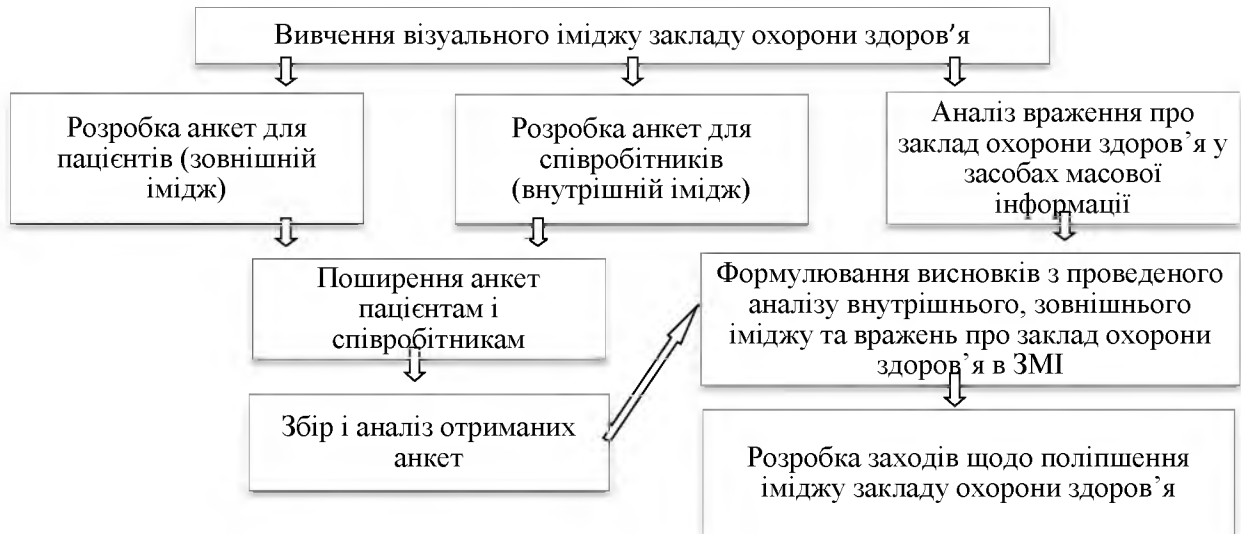 Вивчення візуального іміджу закладу охорони здоров′я
Розробка анкет для
пацієнтів (зовнішній
імідж)
Розробка анкет для
співробітників
(внутрішній імідж)
Аналіз враження про
заклад охорони здоров’я у
засобах масової
інформації
Поширення анкет
пацієнтам і
співробітникам
Формулювання висновків з проведеного
аналізу внутрішнього, зовнішнього
іміджу та вражень про заклад охорони
здоров’я в ЗМІ
Збір і аналіз отриманих
анкет
Розробка заходів щодо поліпшення
іміджу закладу охорони здоров’я